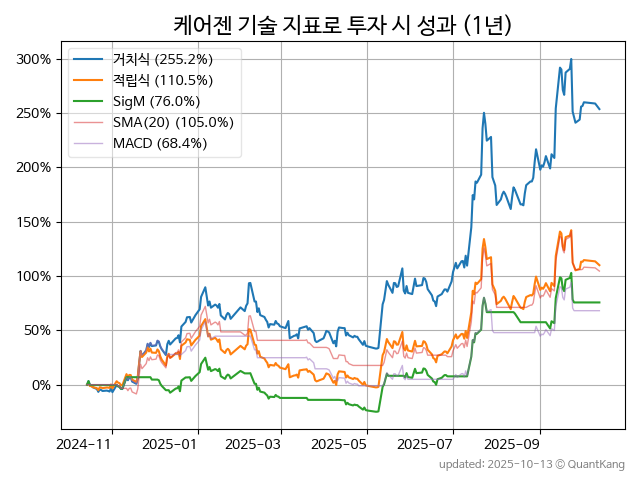 케어젠 기술 지표로 투자 시 성과 (1년)
거치식 (255.2%)
적립식 (110.5%)
SigM (76.0%)
SMA(20) (105.0%)
MACD (68.4%)
300%
250%
200%
150%
100%
50%
0%
2024-11
2025-01
2025-03
2025-05
2025-07
2025-09
updated: 2025-10-13 © QuantKang